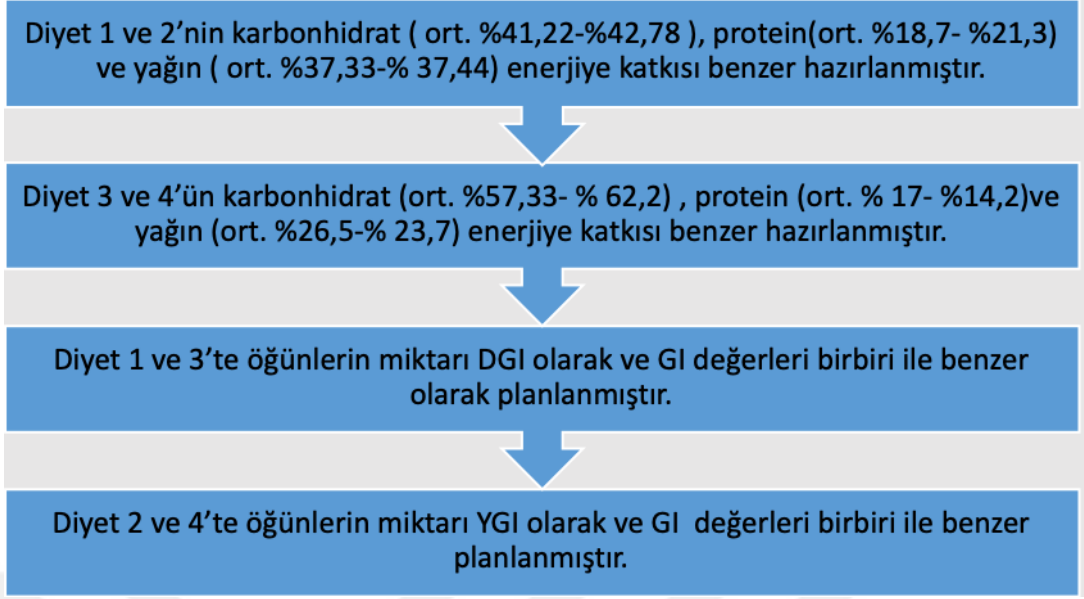 Diyet 1 ve 2’nin karbonhidrat ( ort. %41,22-%42,78 ), protein(ort. %18,7- %21,3)
ve yağın ( ort. %37,33-% 37,44) enerjiye katkısı benzer hazırlanmıştır.
Diyet 3 ve 4’ün karbonhidrat (ort. %57,33- % 62,2) , protein (ort. % 17- %14,2)ve
yağın (ort. %26,5-% 23,7) enerjiye katkısı benzer hazırlanmıştır.
Diyet 1 ve 3’te öğünlerin miktarı DGI olarak ve GI değerleri birbiri ile benzer
olarak planlanmıştır.
Diyet 2 ve 4’te öğünlerin miktarı YGI olarak ve GI  değerleri birbiri ile benzer
planlanmıştır.